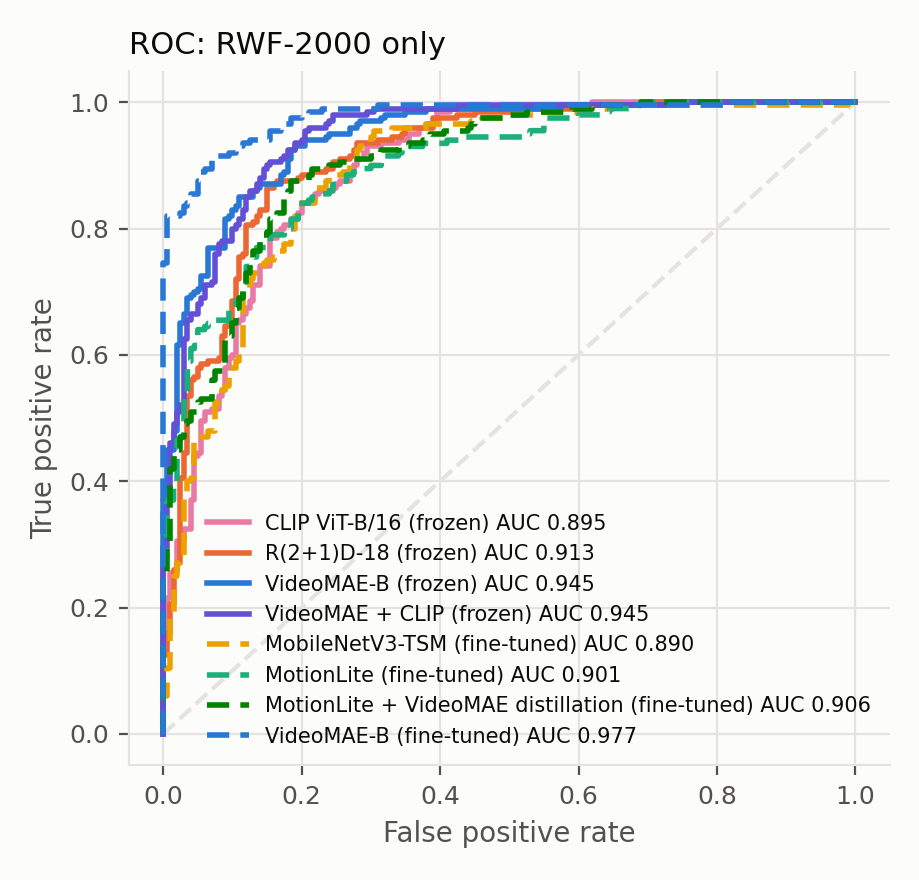 ROC: RWF-2000 only
1.0
0.8
0.6
0.4
0.2
0.0
True positive rate
CLIP ViT-B/16 (frozen) AUC 0.895
R(2+1)D-18 (frozen) AUC 0.913
VideoMAE-B (frozen) AUC 0.945
VideoMAE + CLIP (frozen) AUC 0.945
MobileNetV3-TSM (fine-tuned) AUC 0.890
MotionLite (fine-tuned) AUC 0.901
MotionLite + VideoMAE distillation (fine-tuned) AUC 0.906
VideoMAE-B (fine-tuned) AUC 0.977
0.0 0.2 0.4 0.6 0.8 1.0
False positive rate